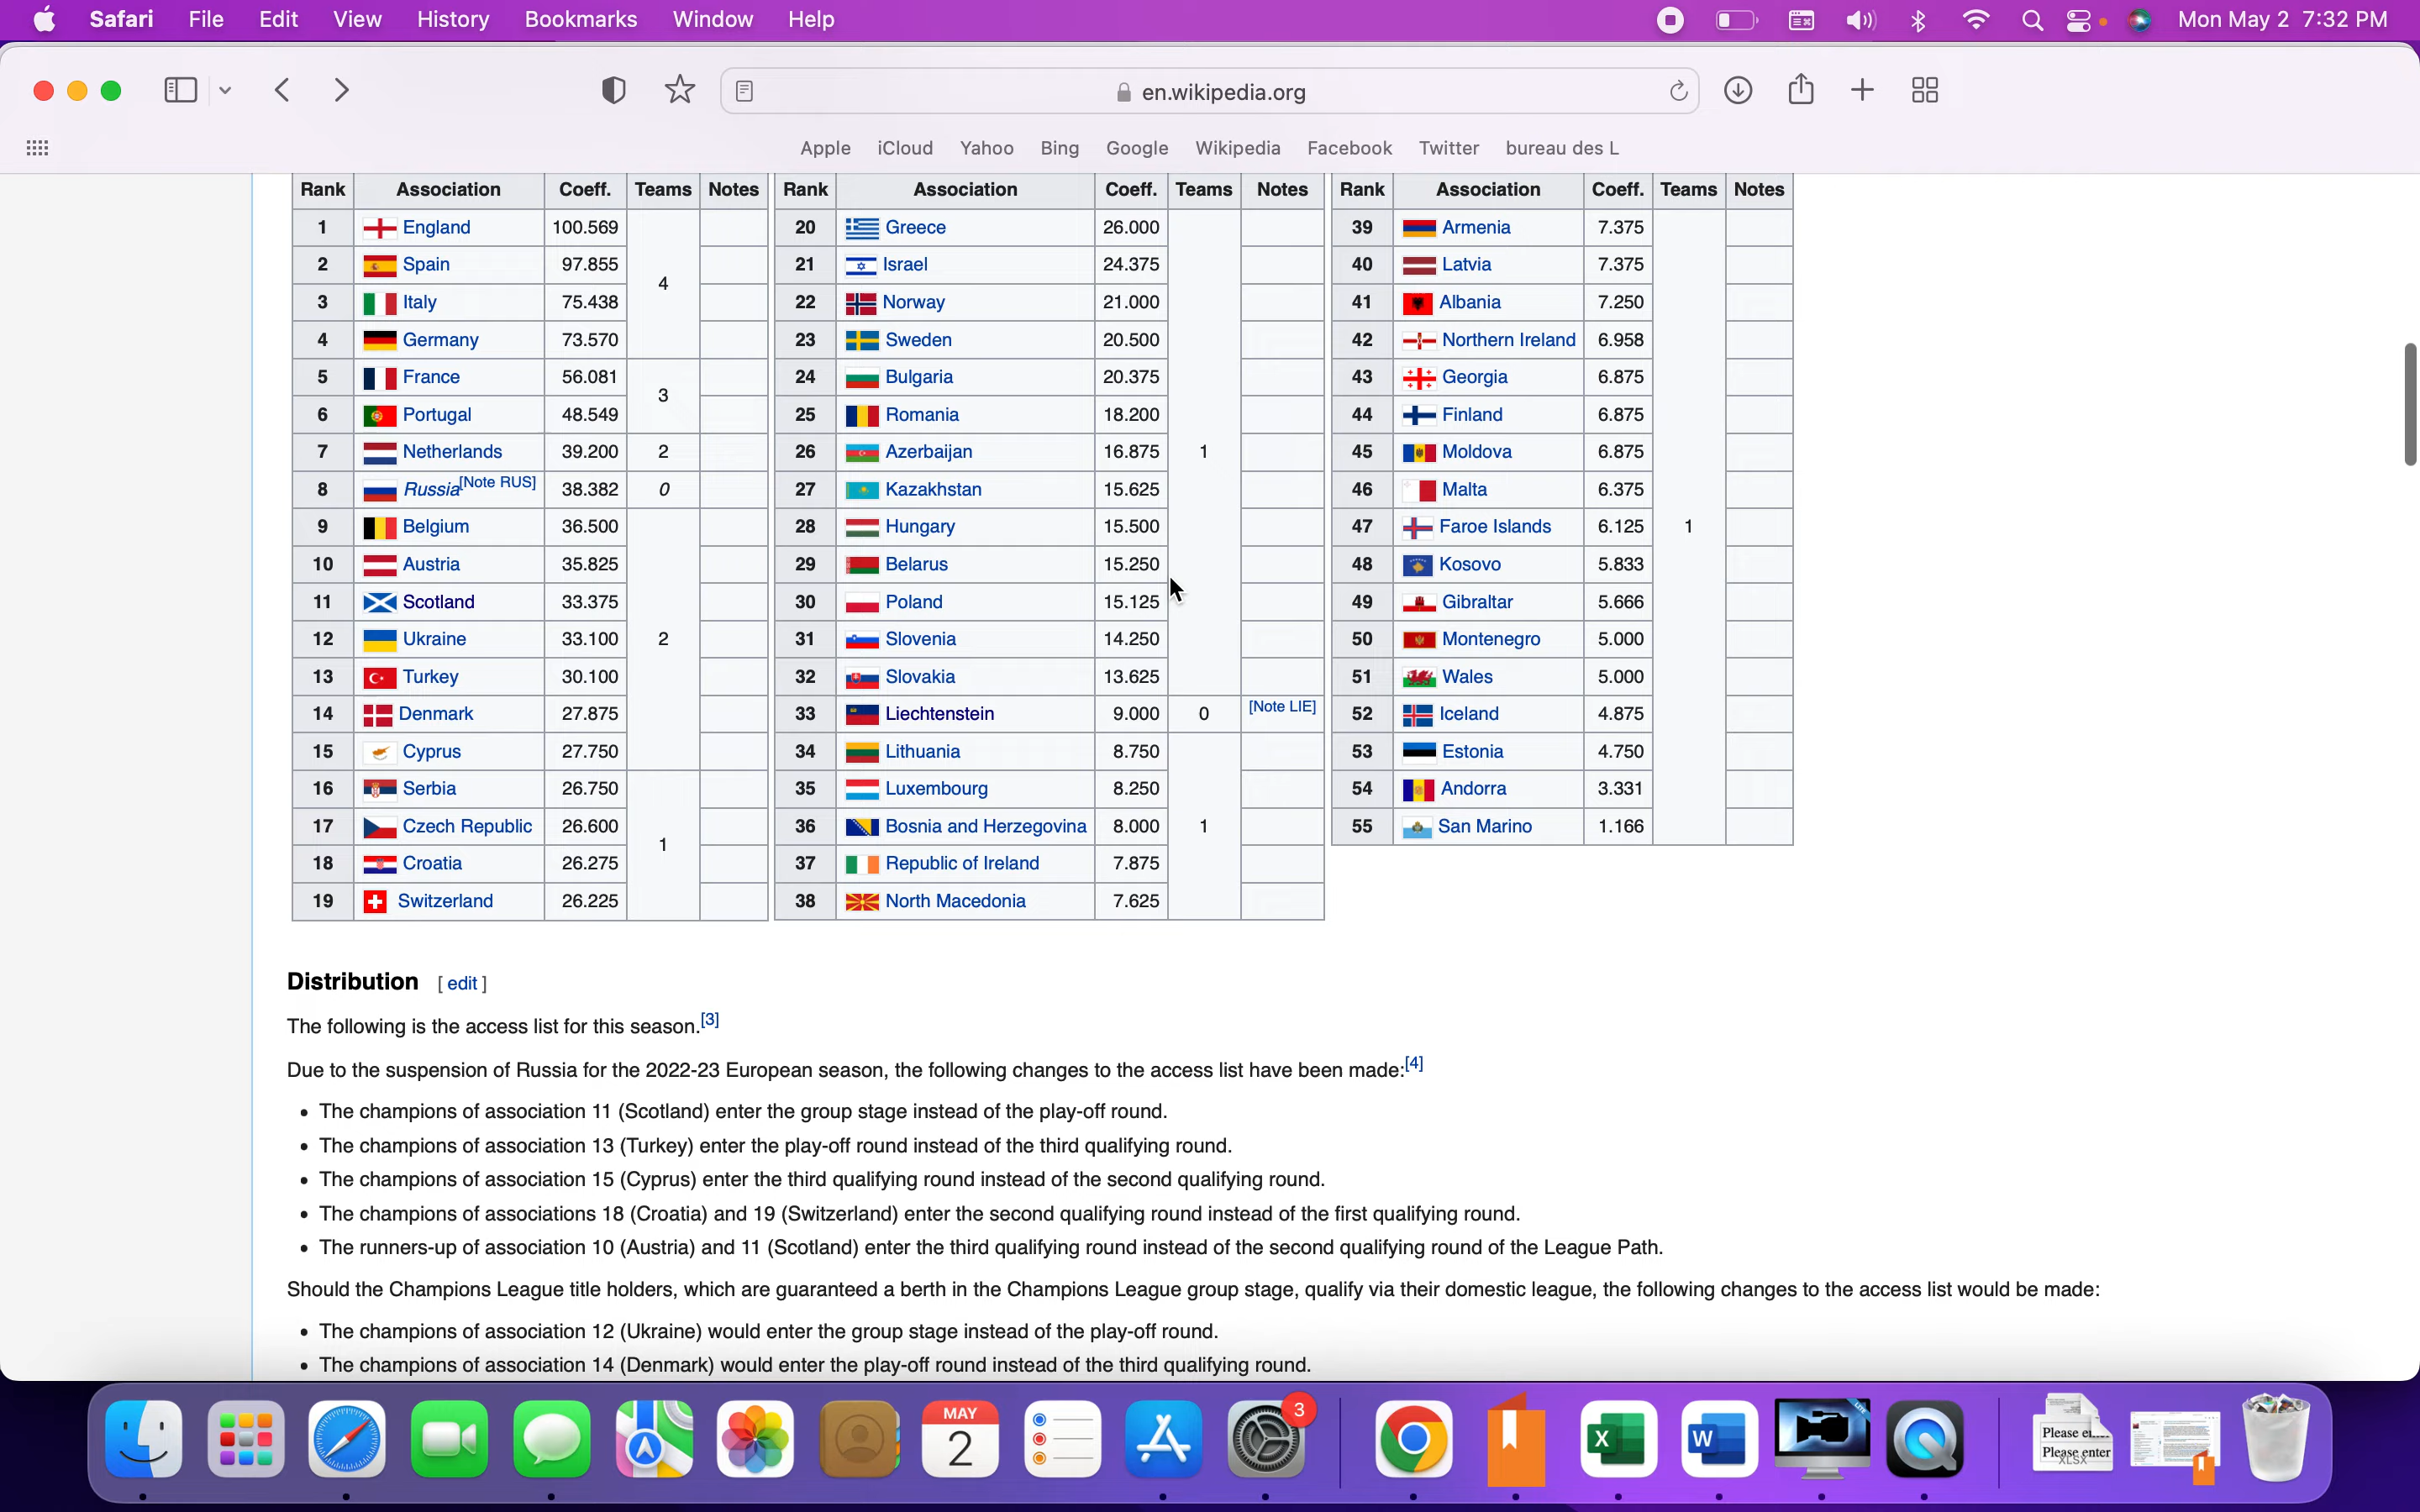 Safari File Edit View History Bookmarks Window Help Mon May 2 7:32 PM
en.wikipedia.org
Apple iCloud Yahoo Bing Google Wikipedia Facebook Twitter bureau des L
Rank Association Coeff. Teams Notes Rank Association Coeff. Teams Notes Rank Association Coeff. Teams Notes
1 England 100.569 20 Greece 26.000 39 Armenia 7.375
2 Spain 97.855 4 21 Israel 24.375 40 Latvia 7.375
3 Italy 75.438 22 Norway 21.000 41 Albania 7.250
4 Germany 73.570 23 Sweden 20.500 42 Northern Ireland 6.958
5 France 56.081 3 24 Bulgaria 20.375 43 Georgia 6.875
6 Portugal 48.549 25 Romania 18.200 44 Finland 6.875
7 Netherlands 39.200 2 26 Azerbaijan 16.875 1 45 Moldova 6.875
8 Russia[Note RUS] 38.382 0 27 Kazakhstan 15.625 46 Malta 6.375
9 Belgium 36.500 28 Hungary 15.500 47 Faroe Islands 6.125 1
10 Austria 35.825 29 Belarus 15.250 48 Kosovo 5.833
11 Scotland 33.375 30 Poland 15.125 49 Gibraltar 5.666
12 Ukraine 33.100 2 31 Slovenia 14.250 50 Montenegro 5.000
13 Turkey 30.100 32 Slovakia 13.625 51 Wales 5.000
14 Denmark 27.875 33 Liechtenstein 9.000 0 [Note LIE] 52 Iceland 4.875
15 Cyprus 27.750 34 Lithuania 8.750 53 Estonia 4.750
16 Serbia 26.750 35 Luxembourg 8.250 54 Andorra 3.331
17 Czech Republic 26.600 1 36 Bosnia and Herzegovina 8.000 1 55 San Marino 1.166
18 Croatia 26.275 37 Republic of Ireland 7.875
19 Switzerland 26.225 38 North Macedonia 7.625
Distribution [ edit ]
The following is the access list for this season.[3]
Due to the suspension of Russia for the 2022-23 European season, the following changes to the access list have been made:[4]
• The champions of association 11 (Scotland) enter the group stage instead of the play-off round.
• The champions of association 13 (Turkey) enter the play-off round instead of the third qualifying round.
• The champions of association 15 (Cyprus) enter the third qualifying round instead of the second qualifying round.
• The champions of associations 18 (Croatia) and 19 (Switzerland) enter the second qualifying round instead of the first qualifying round.
• The runners-up of association 10 (Austria) and 11 (Scotland) enter the third qualifying round instead of the second qualifying round of the League Path.
Should the Champions League title holders, which are guaranteed a berth in the Champions League group stage, qualify via their domestic league, the following changes to the access list would be made:
• The champions of association 12 (Ukraine) would enter the group stage instead of the play-off round.
• The champions of association 14 (Denmark) would enter the play-off round instead of the third qualifying round.
MAY
2
3
X
W
Please
Please enter
XLSX